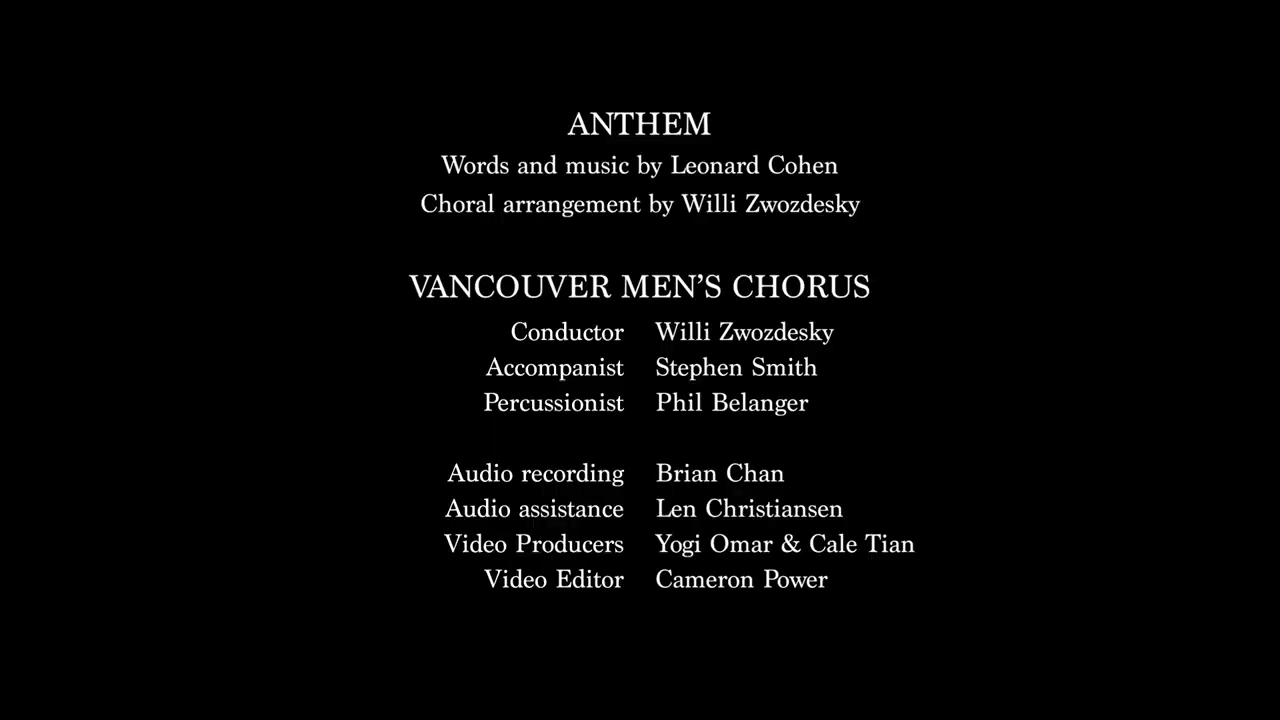 ANTHEM
Words and music by Leonard Cohen
Choral arrangement by Willi Zwozdesky
VANCOUVER MEN’S CHORUS
Conductor Willi Zwozdesky
Accompanist Stephen Smith
Percussionist Phil Belanger
Audio recording Brian Chan
Audio assistance Len Christiansen
Video Producers Yogi Omar & Cale Tian
Video Editor Cameron Power